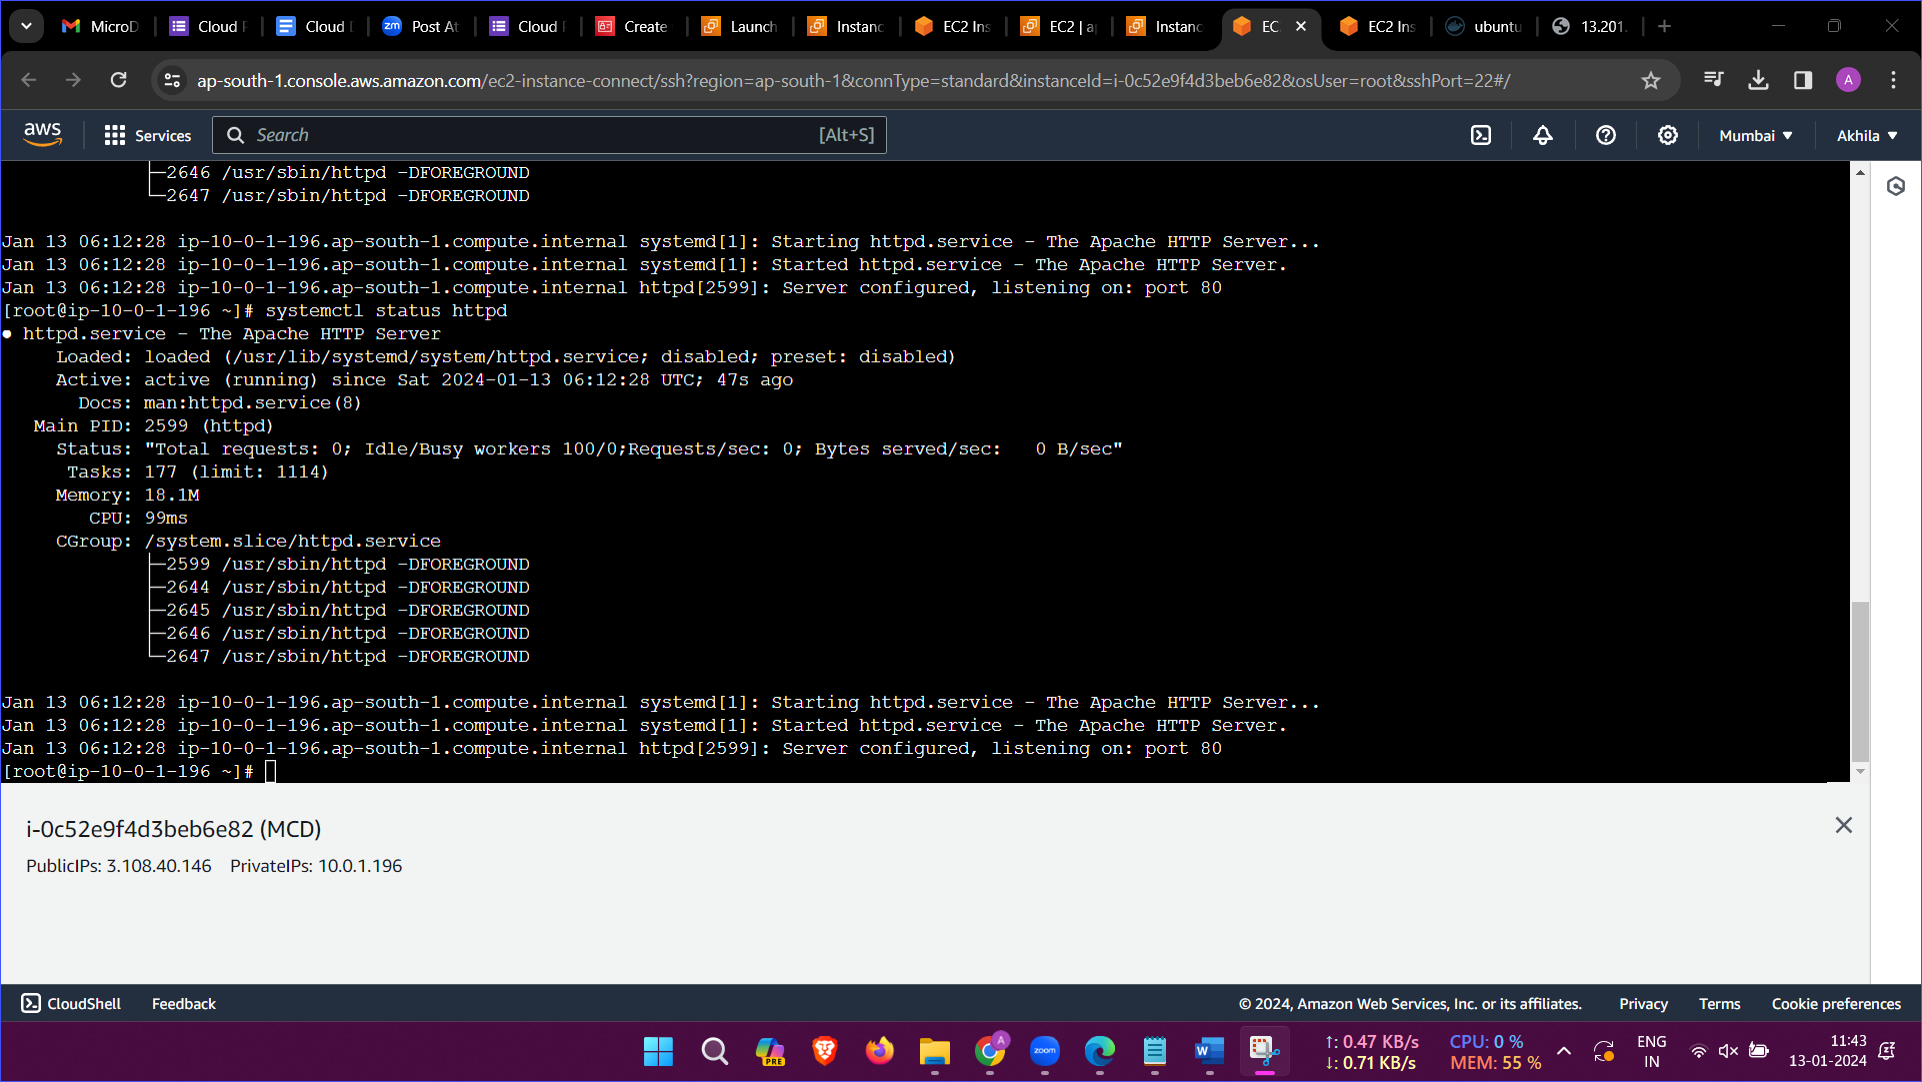 MicroD
Cloud F
Cloud D
zm Post At
Cloud F
Create
Launch
Instanc
EC2 Ins
EC2 | a
Instanc
EC
EC2 Ins
ubuntu
13.201.
ap-south-1.console.aws.amazon.com/ec2-instance-connect/ssh?region=ap-south-1&connType=standard&instanceId=i-0c52e9f4d3beb6e82&osUser=root&sshPort=22#/
A
aws Services Search [Alt+S] Mumbai ▼ Akhila ▼
├─2646 /usr/sbin/httpd -DFOREGROUND
└─2647 /usr/sbin/httpd -DFOREGROUND
Jan 13 06:12:28 ip-10-0-1-196.ap-south-1.compute.internal systemd[1]: Starting httpd.service - The Apache HTTP Server...
Jan 13 06:12:28 ip-10-0-1-196.ap-south-1.compute.internal systemd[1]: Started httpd.service - The Apache HTTP Server.
Jan 13 06:12:28 ip-10-0-1-196.ap-south-1.compute.internal httpd[2599]: Server configured, listening on: port 80
[root@ip-10-0-1-196 ~]# systemctl status httpd
● httpd.service - The Apache HTTP Server
Loaded: loaded (/usr/lib/systemd/system/httpd.service; disabled; preset: disabled)
Active: active (running) since Sat 2024-01-13 06:12:28 UTC; 47s ago
Docs: man:httpd.service(8)
Main PID: 2599 (httpd)
Status: "Total requests: 0; Idle/Busy workers 100/0;Requests/sec: 0; Bytes served/sec:   0 B/sec"
Tasks: 177 (limit: 1114)
Memory: 18.1M
CPU: 99ms
CGroup: /system.slice/httpd.service
├─2599 /usr/sbin/httpd -DFOREGROUND
├─2644 /usr/sbin/httpd -DFOREGROUND
├─2645 /usr/sbin/httpd -DFOREGROUND
├─2646 /usr/sbin/httpd -DFOREGROUND
└─2647 /usr/sbin/httpd -DFOREGROUND
Jan 13 06:12:28 ip-10-0-1-196.ap-south-1.compute.internal systemd[1]: Starting httpd.service - The Apache HTTP Server...
Jan 13 06:12:28 ip-10-0-1-196.ap-south-1.compute.internal systemd[1]: Started httpd.service - The Apache HTTP Server.
Jan 13 06:12:28 ip-10-0-1-196.ap-south-1.compute.internal httpd[2599]: Server configured, listening on: port 80
[root@ip-10-0-1-196 ~]#
i-0c52e9f4d3beb6e82 (MCD)
PublicIPs: 3.108.40.146 PrivateIPs: 10.0.1.196
CloudShell Feedback © 2024, Amazon Web Services, Inc. or its affiliates. Privacy Terms Cookie preferences
PRE
A
zoom
W
↑: 0.47 KB/s
↓: 0.71 KB/s
CPU: 0 %
MEM: 55 %
ENG
IN
11:43
13-01-2024